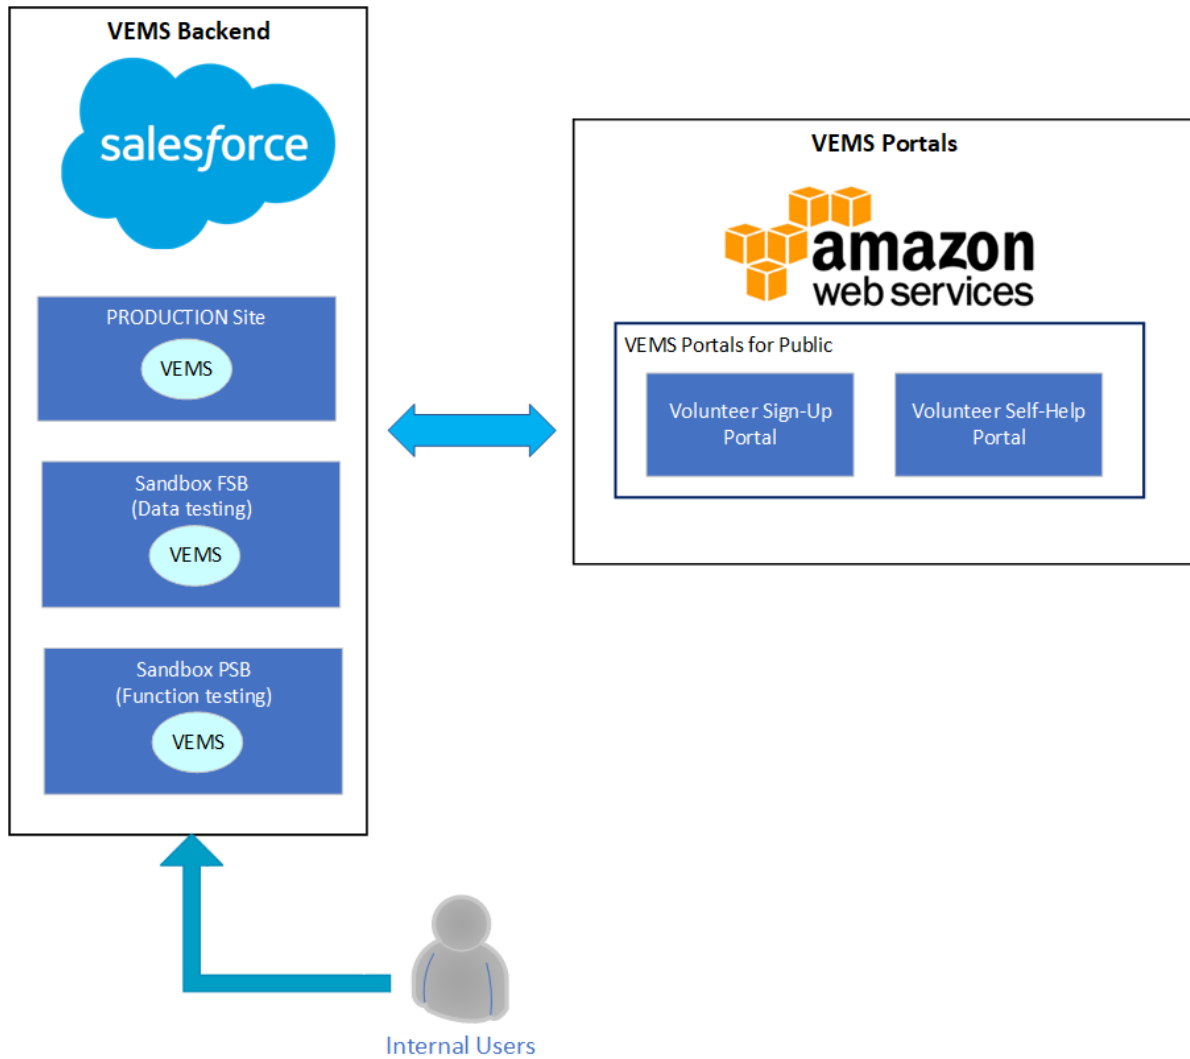 VEMS Backend
salesforce
PRODUCTION Site
VEMS
Sandbox FSB
(Data testing)
VEMS
Sandbox PSB
(Function testing)
VEMS
VEMS Portals
amazon
web services
VEMS Portals for Public
Volunteer Sign-Up
Portal
Volunteer Self-Help
Portal
Internal Users